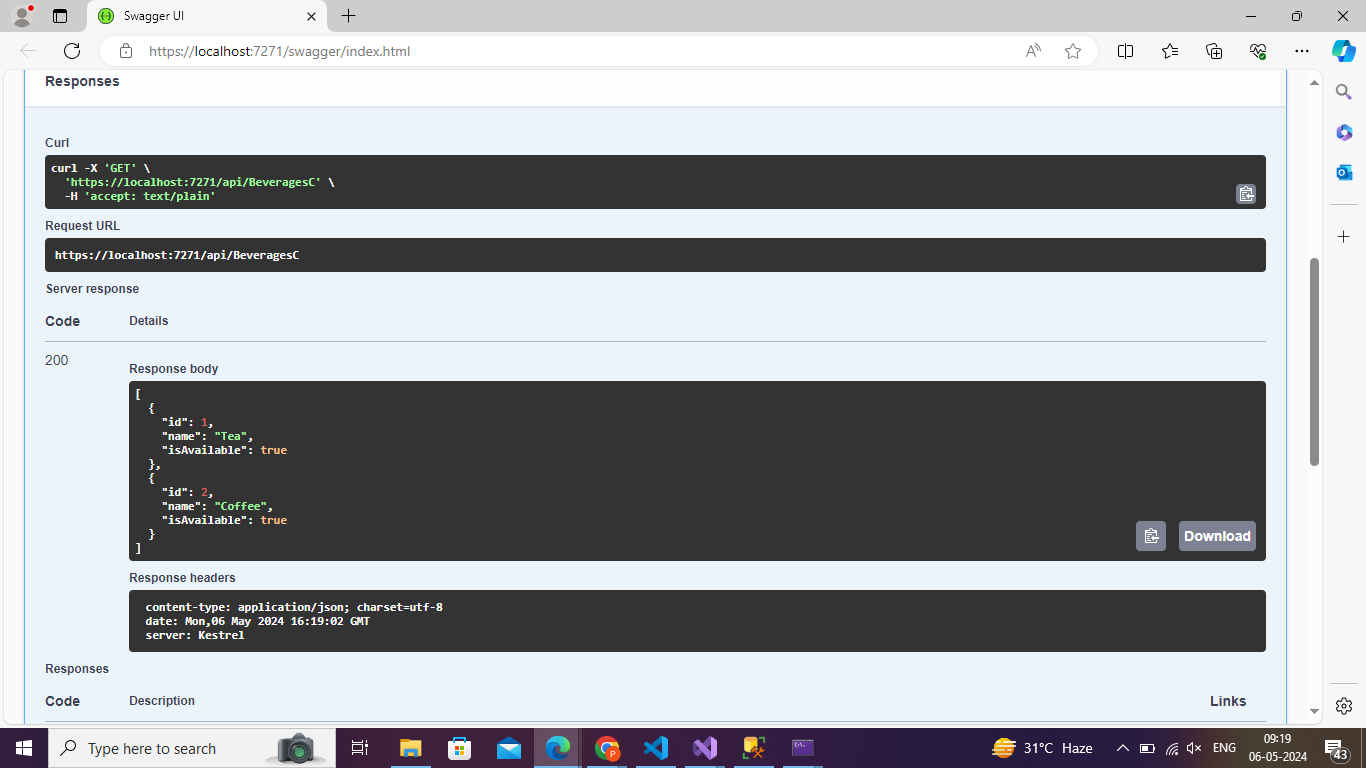 Swagger UI
https://localhost:7271/swagger/index.html
Responses
Curl
curl -X 'GET' \
'https://localhost:7271/api/BeveragesC' \
-H 'accept: text/plain'
Request URL
https://localhost:7271/api/BeveragesC
Server response
Code Details
200
Response body
[
{
"id": 1,
"name": "Tea",
"isAvailable": true
},
{
"id": 2,
"name": "Coffee",
"isAvailable": true
}
]
Download
Response headers
content-type: application/json; charset=utf-8
date: Mon,06 May 2024 16:19:02 GMT
server: Kestrel
Responses
Code Description Links
Type here to search
31°C Haze
ENG
09:19
06-05-2024
43